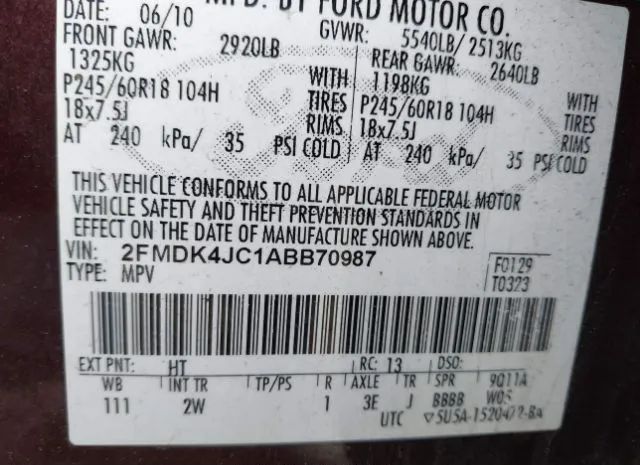 MFD. BY FORD MOTOR CO.
DATE: 06/10 GVWR: 5540LB/ 2513KG
FRONT GAWR: 2920LB REAR GAWR: 2640LB
1325KG WITH 1198KG WITH
P245/60R18 104H TIRES P245/60R18 104H TIRES
18x7.5J RIMS 18x7.5J RIMS
AT 240 kPa/ 35 PSI COLD AT 240 kPa/ 35 PSI COLD
THIS VEHICLE CONFORMS TO ALL APPLICABLE FEDERAL MOTOR
VEHICLE SAFETY AND THEFT PREVENTION STANDARDS IN
EFFECT ON THE DATE OF MANUFACTURE SHOWN ABOVE.
VIN: 2FMDK4JC1ABB70987 F0129
TYPE: MPV T0323
EXT PNT: HT RC: 13 DSO:
WB INT TR TP/PS R AXLE TR SPR 9Q11A
111 2W 1 3E J BBBB W05
UTC